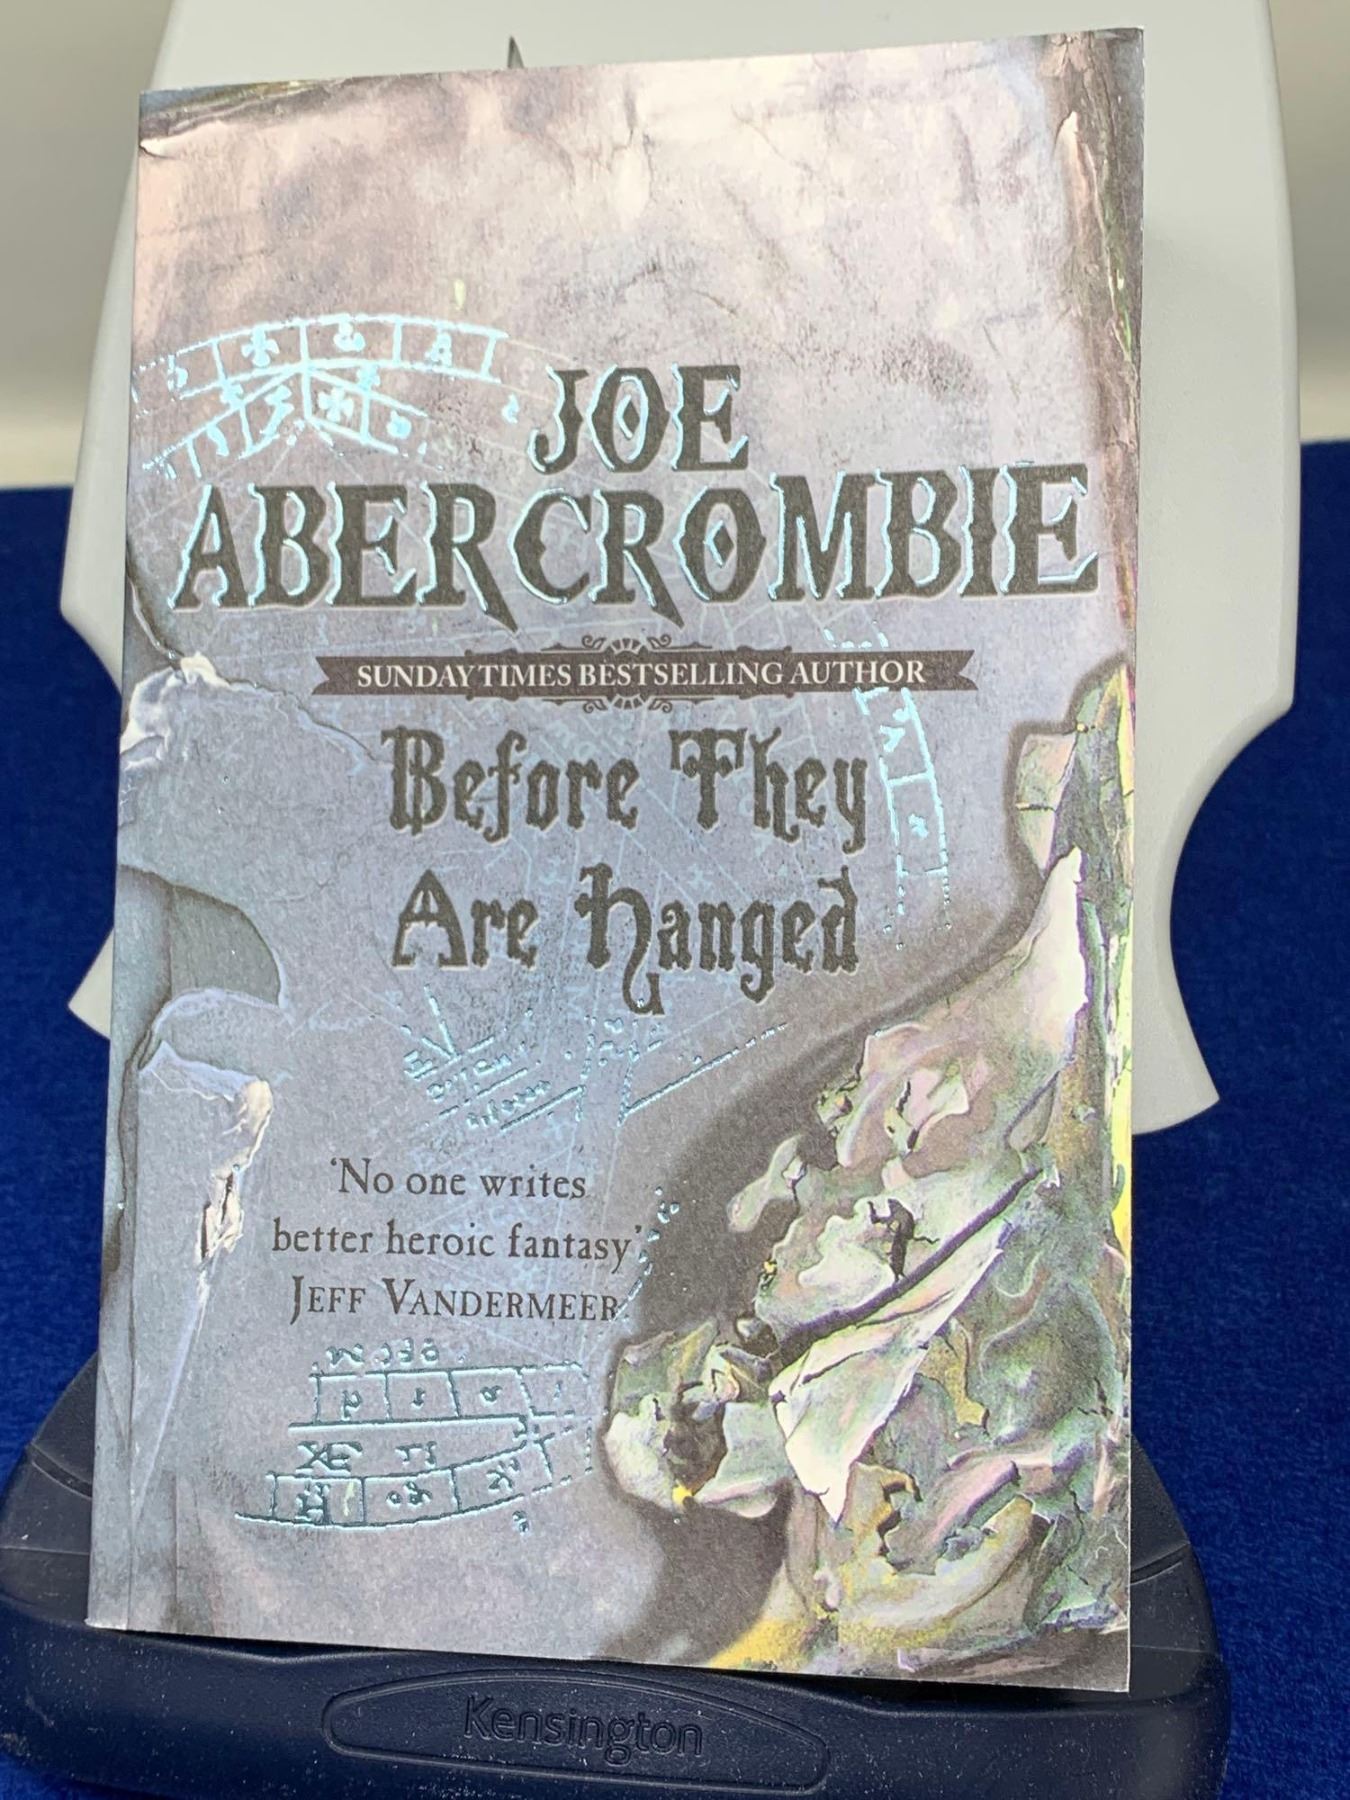 JOE
ABERCROMBIE
SUNDAY TIMES BESTSELLING AUTHOR
Before They
Are Hanged
‘No one writes
better heroic fantasy’
JEFF VANDERMEER
Kensington